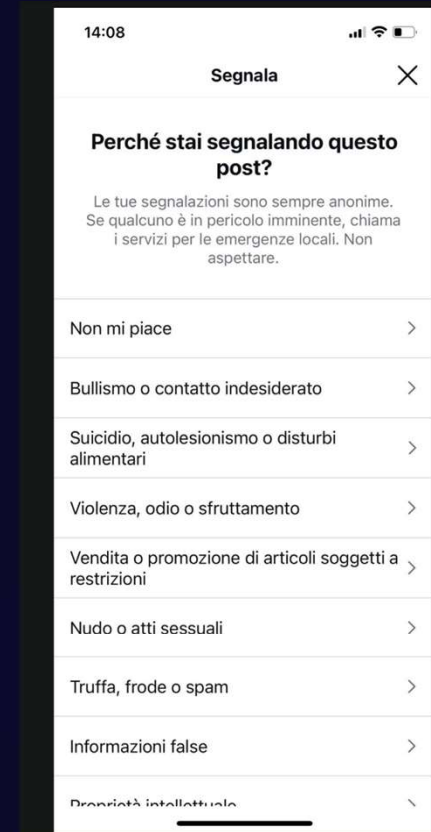 14:08
Segnala
Perché stai segnalando questo
post?
Le tue segnalazioni sono sempre anonime.
Se qualcuno è in pericolo imminente, chiama
i servizi per le emergenze locali. Non
aspettare.
Non mi piace
Bullismo o contatto indesiderato
Suicidio, autolesionismo o disturbi
alimentari
Violenza, odio o sfruttamento
Vendita o promozione di articoli soggetti a
restrizioni
Nudo o atti sessuali
Truffa, frode o spam
Informazioni false
Proprietà intellettuale